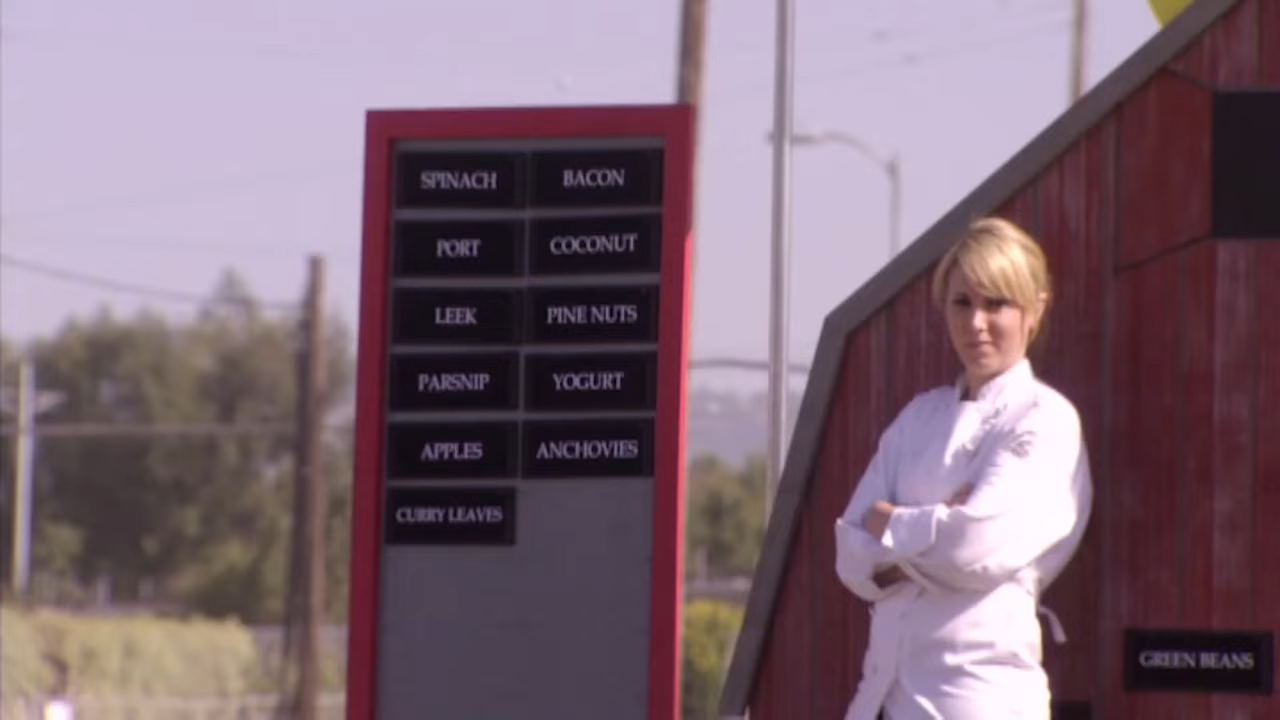 SPINACH BACON
PORT COCONUT
LEEK PINE NUTS
PARSNIP YOGURT
APPLES ANCHOVIES
CURRY LEAVES
GREEN BEANS